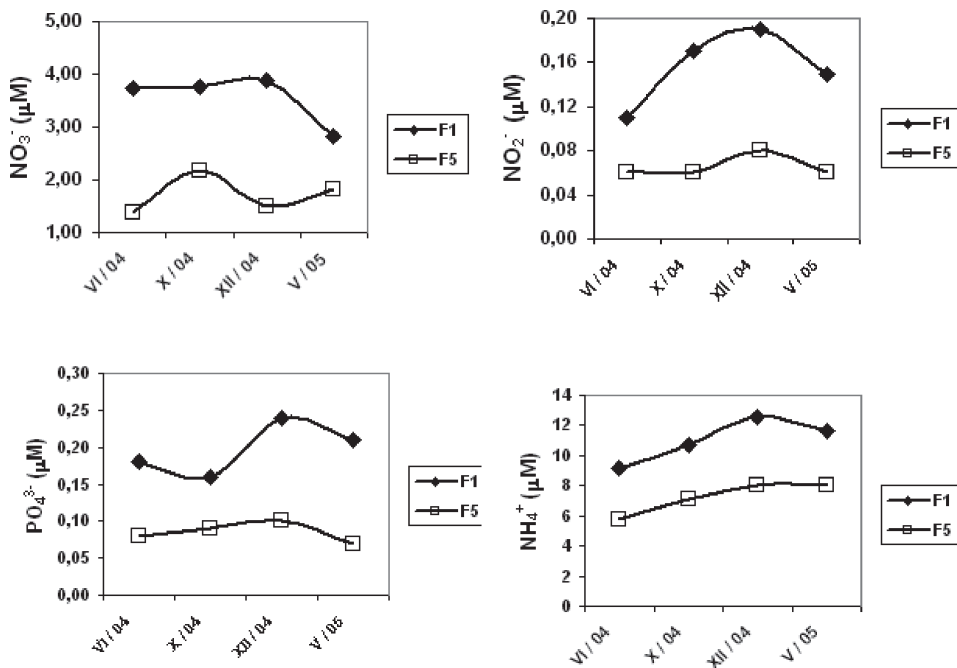 NO₃⁻ (µM)
5,00
4,00
3,00
2,00
1,00
VI / 04
X / 04
XII / 04
V / 05
F1
F5
NO₂⁻ (µM)
0,20
0,16
0,12
0,08
0,04
0,00
VI / 04
X / 04
XII / 04
V / 05
F1
F5
PO₄³⁻ (µM)
0,30
0,25
0,20
0,15
0,10
0,05
0,00
VI / 04
X / 04
XII / 04
V / 05
F1
F5
NH₄⁺ (µM)
14
12
10
8
6
4
2
0
VI / 04
X / 04
XII / 04
V / 05
F1
F5